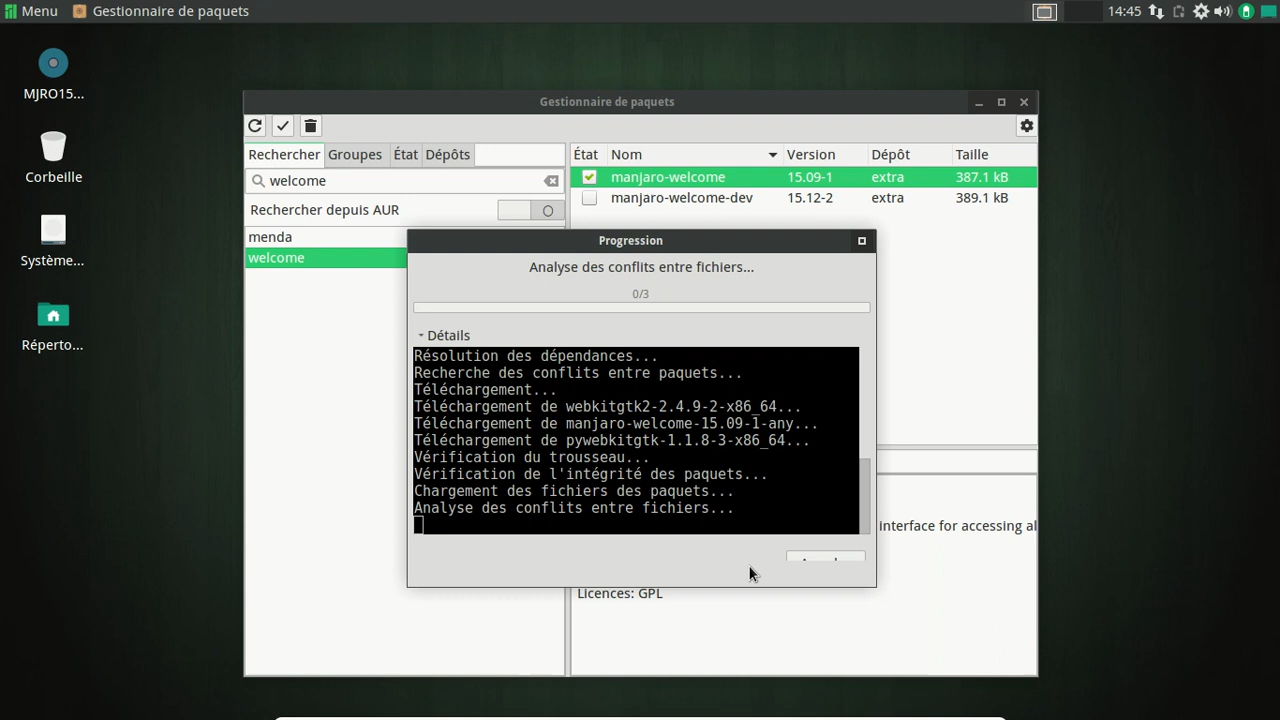 Menu Gestionnaire de paquets 14:45
MJRO15...
Corbeille
Système...
Réperto...
Gestionnaire de paquets
Rechercher Groupes État Dépôts
welcome
Rechercher depuis AUR
menda
welcome
État Nom Version Dépôt Taille
manjaro-welcome 15.09-1 extra 387.1 kB
manjaro-welcome-dev 15.12-2 extra 389.1 kB
Progression
Analyse des conflits entre fichiers...
0/3
Détails
Résolution des dépendances...
Recherche des conflits entre paquets...
Téléchargement...
Téléchargement de webkitgtk2-2.4.9-2-x86_64...
Téléchargement de manjaro-welcome-15.09-1-any...
Téléchargement de pywebkitgtk-1.1.8-3-x86_64...
Vérification du trousseau...
Vérification de l'intégrité des paquets...
Chargement des fichiers des paquets...
Analyse des conflits entre fichiers...
interface for accessing al
Licences: GPL